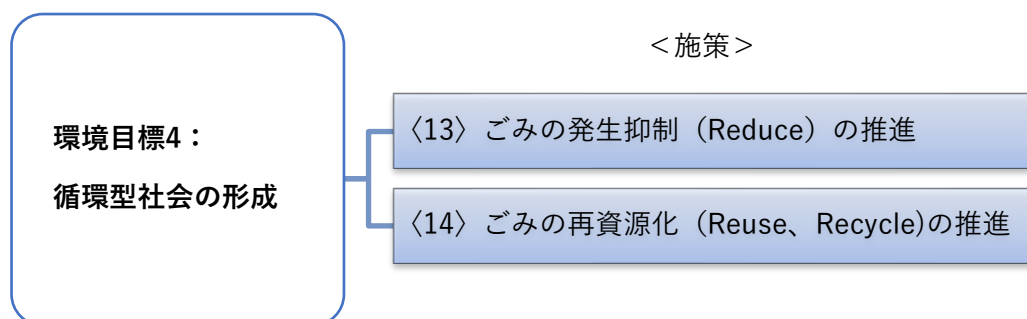 ＜施策＞
環境目標4：
循環型社会の形成
〈13〉ごみの発生抑制（Reduce）の推進
〈14〉ごみの再資源化（Reuse、Recycle)の推進